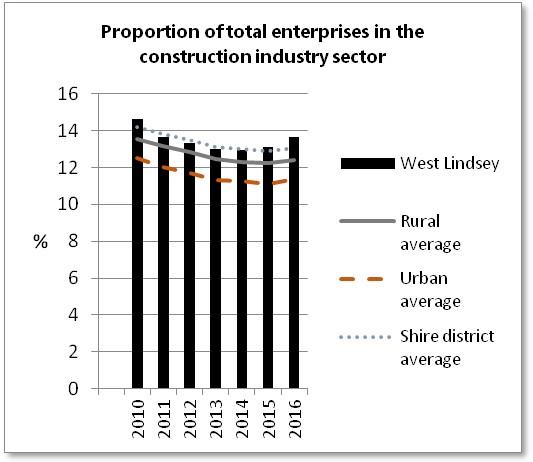 Proportion of total enterprises in the
construction industry sector
16
14
12
10
8
6
4
2
0
%
2010
2011
2012
2013
2014
2015
2016
West Lindsey
Rural
average
Urban
average
Shire district
average